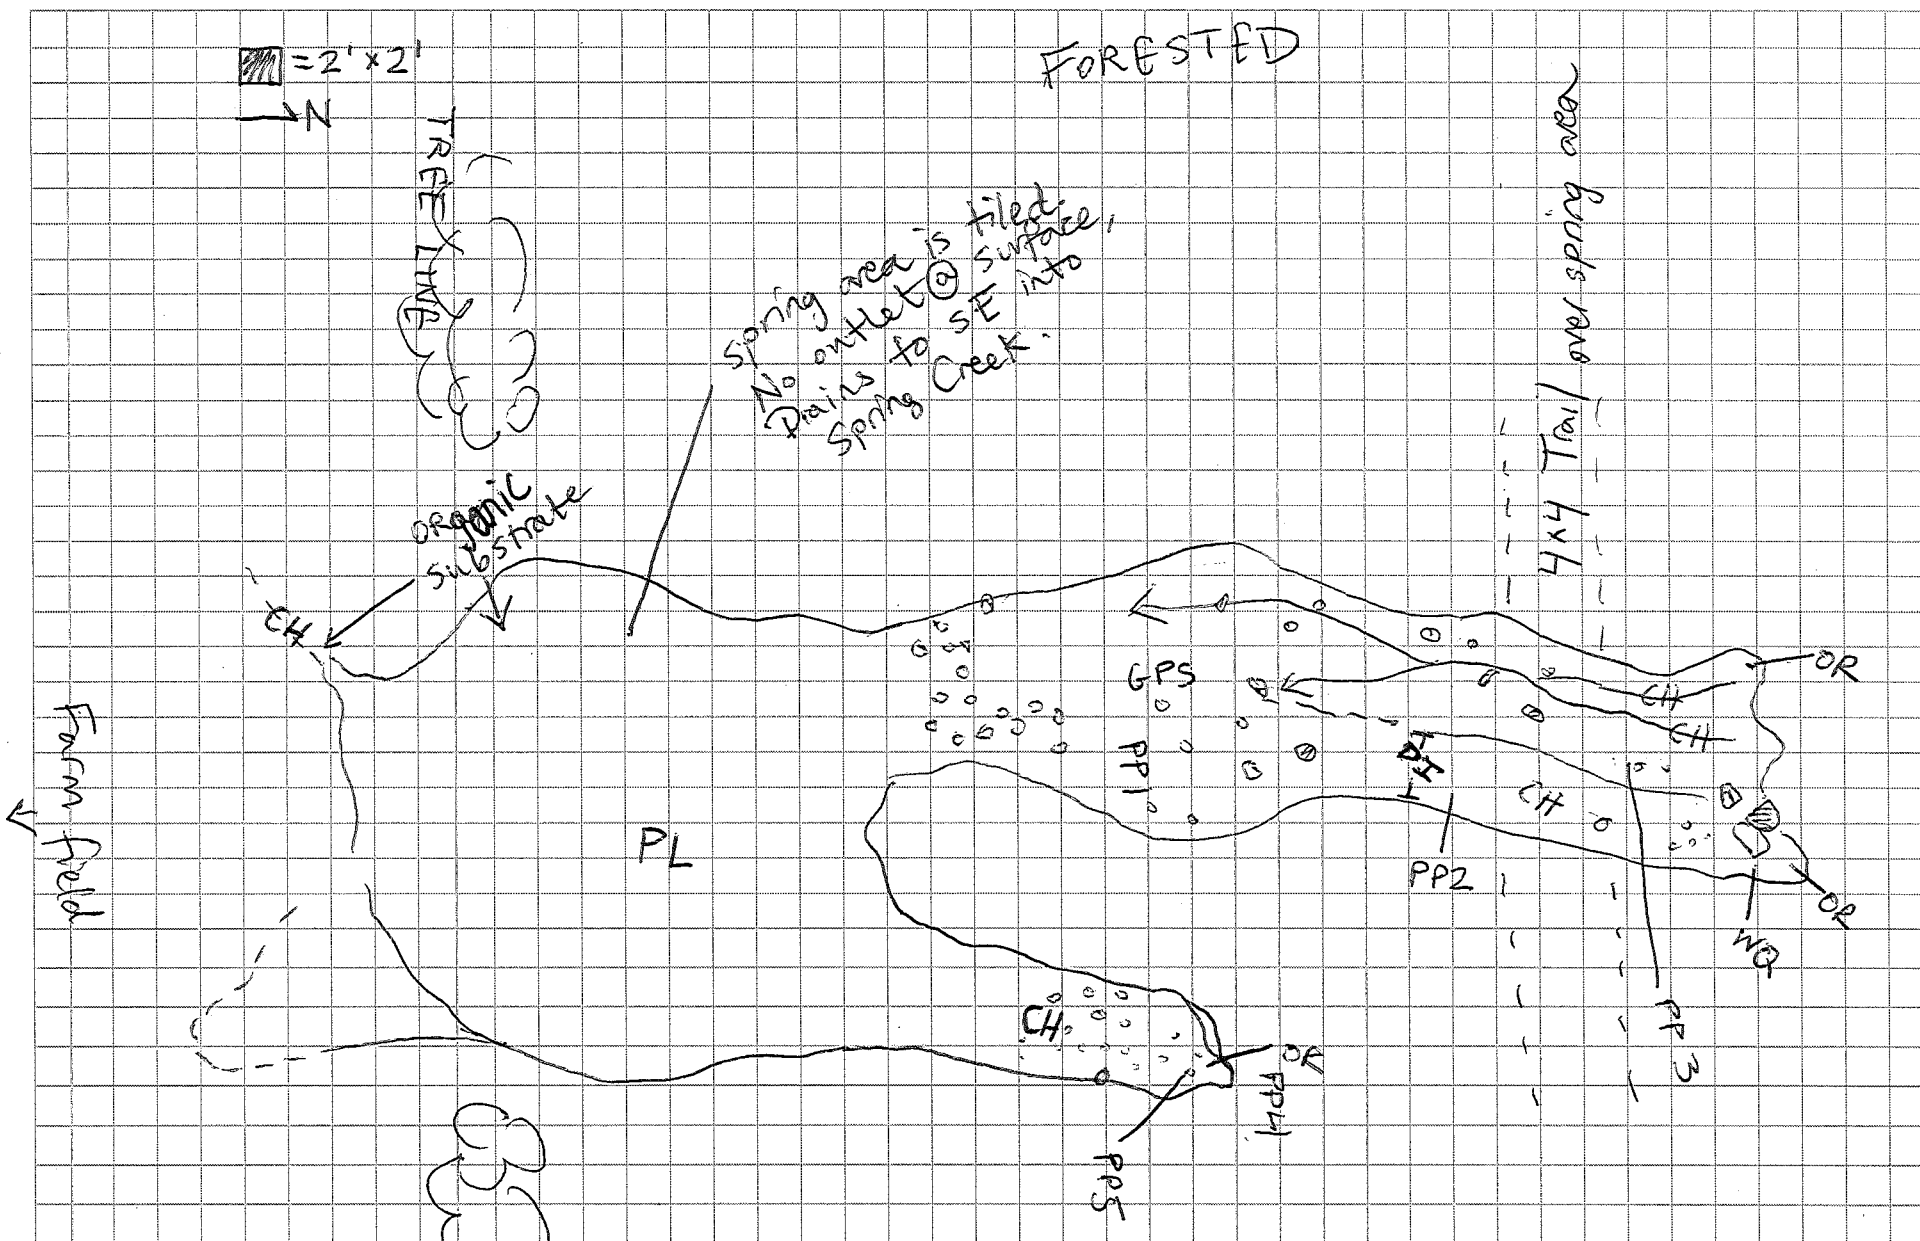 = 2' x 2'
N
FORESTED
TREE LINE
4x4 Trail over spring area
Spring area is tiled.
No outlet @ surface,
Drains to SE into
Spring Creek.
ORganic
substrate
CH
GPS
OR
CH
CH
PP1
CH
PL
PP2
OR
WQ
Farm field
PP3
CH
OR
PP4
PP5